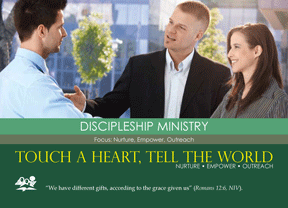 DISCIPLESHIP MINISTRY
Focus: Nurture, Empower, Outreach
TOUCH A HEART, TELL THE WORLD
NURTURE • EMPOWER • OUTREACH
"We have different gifts, according to the grace given us" (Romans 12:6, NIV).